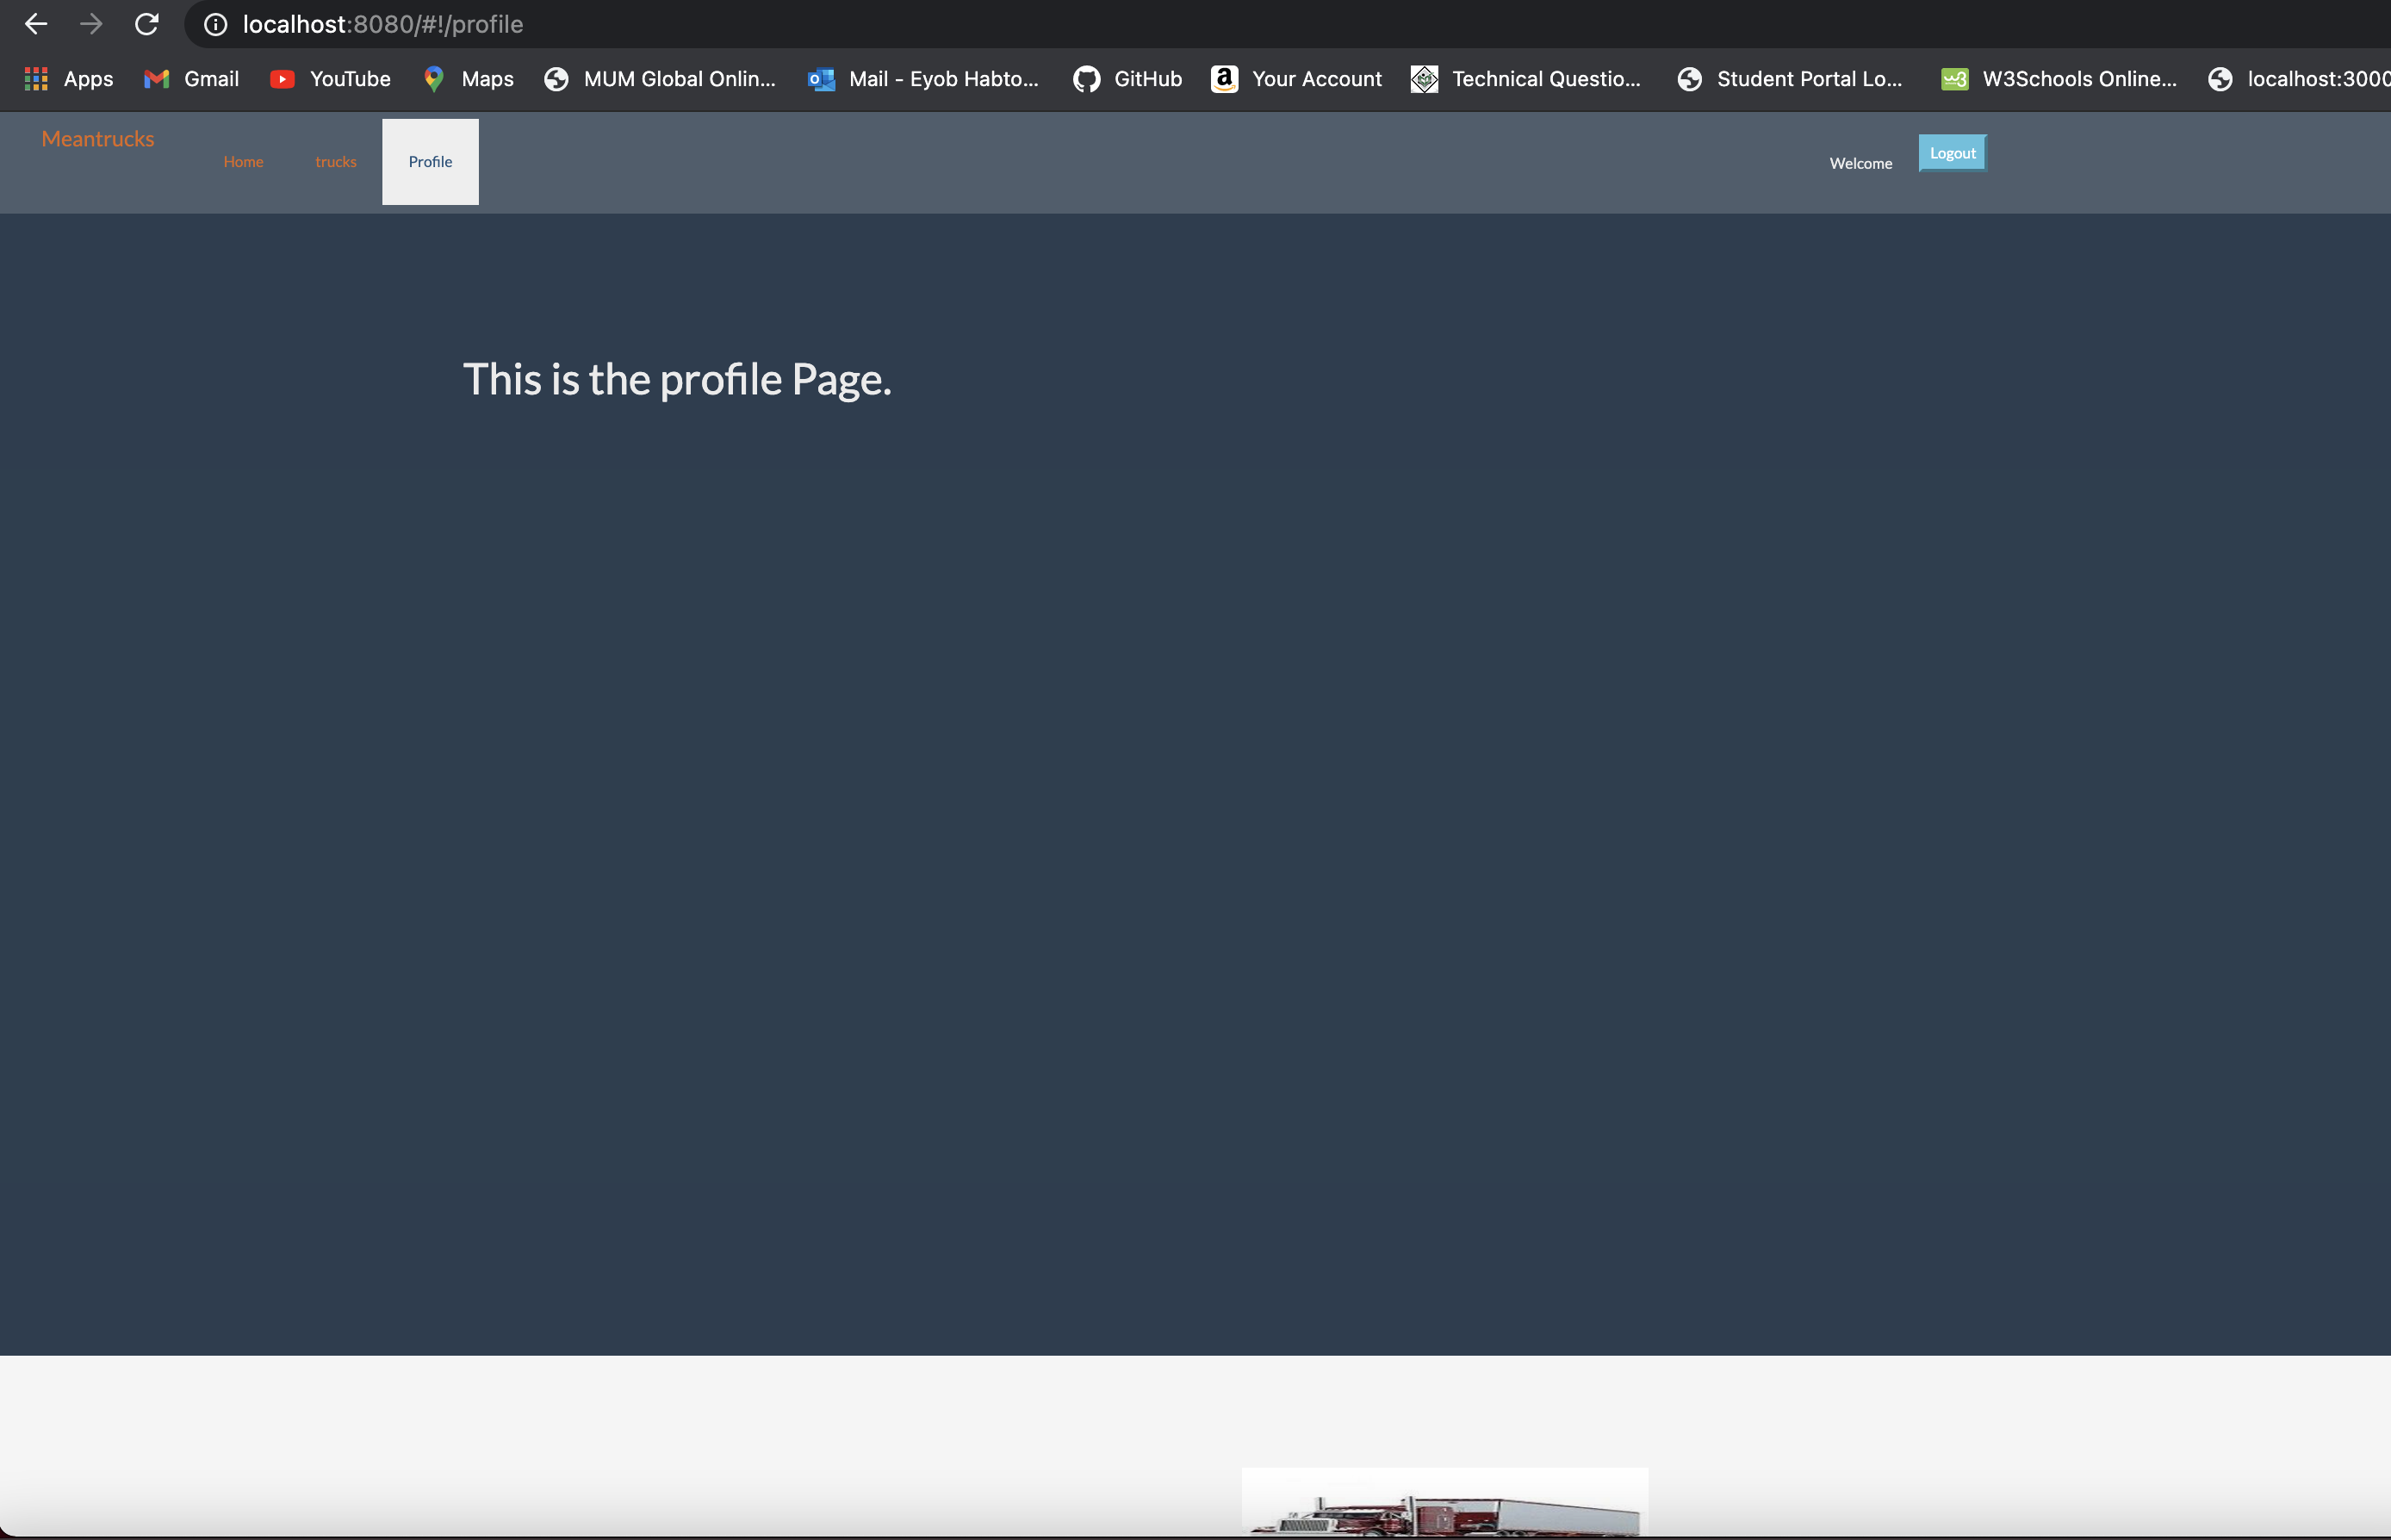 localhost:8080/#!/profile
Apps Gmail YouTube Maps MUM Global Onlin... Mail - Eyob Habto... GitHub Your Account Technical Questio... Student Portal Lo... W3Schools Online... localhost:3000
Meantrucks Home trucks Profile Welcome Logout
This is the profile Page.